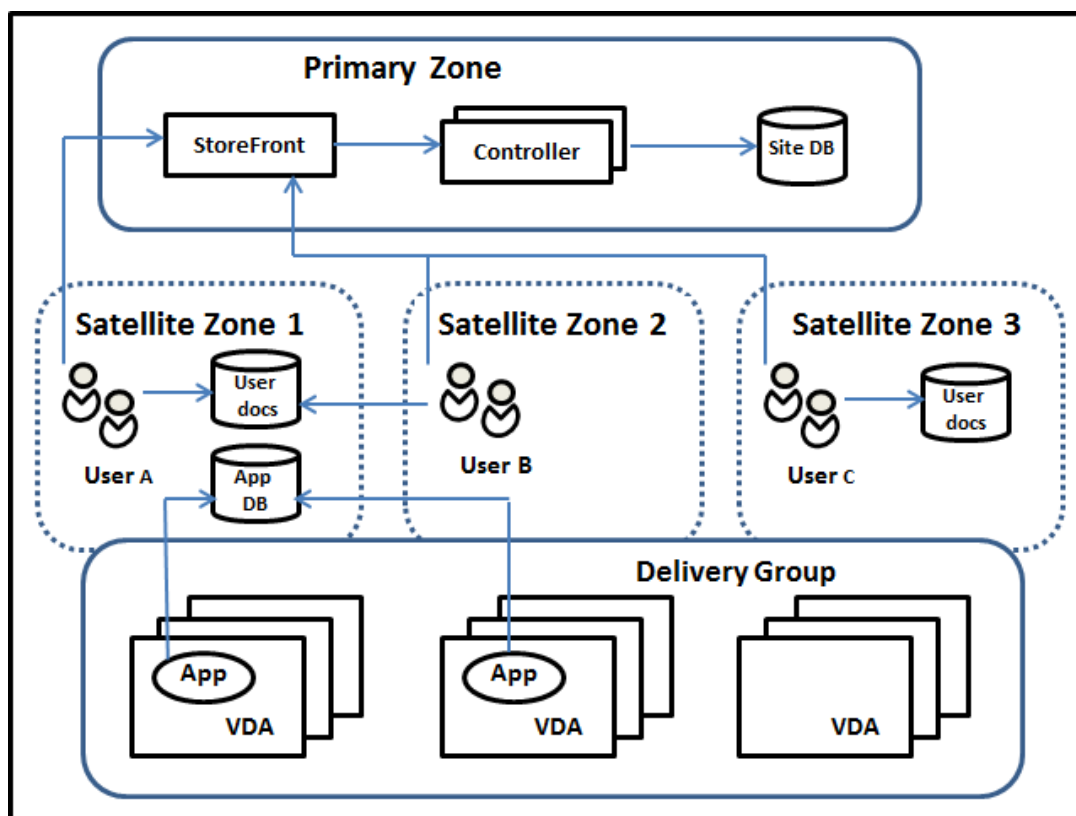 Primary Zone
StoreFront
Controller
Site DB
Satellite Zone 1
Satellite Zone 2
Satellite Zone 3
User
docs
User A
App
DB
User B
User
docs
User C
Delivery Group
App
VDA
App
VDA
VDA